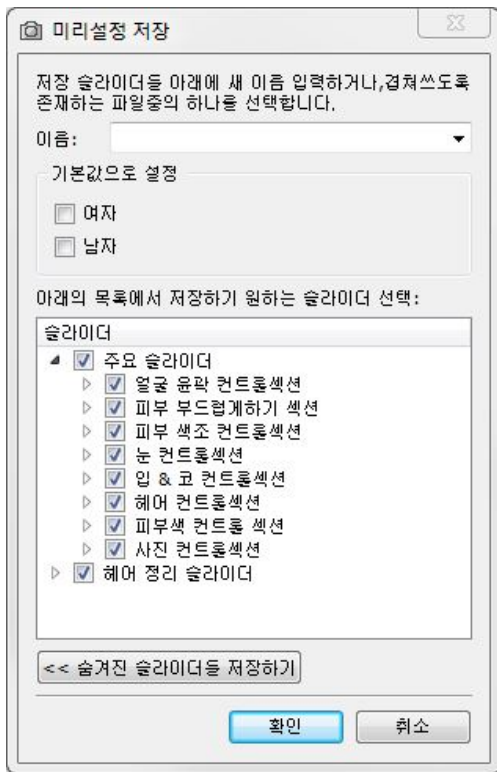 미리설정 저장
저장 슬라이더들 아래에 새 이름 입력하거나,겹쳐쓰도록
존재하는 파일중의 하나를 선택합니다.
이름:
기본값으로 설정
여자
남자
아래의 목록에서 저장하기 원하는 슬라이더 선택:
슬라이더
주요 슬라이더
얼굴 윤곽 컨트롤섹션
피부 부드럽게하기 섹션
피부 색조 컨트롤섹션
눈 컨트롤섹션
입 & 코 컨트롤섹션
헤어 컨트롤섹션
피부색 컨트롤 섹션
사진 컨트롤섹션
헤어 정리 슬라이더
<< 숨겨진 슬라이더들 저장하기
확인 취소